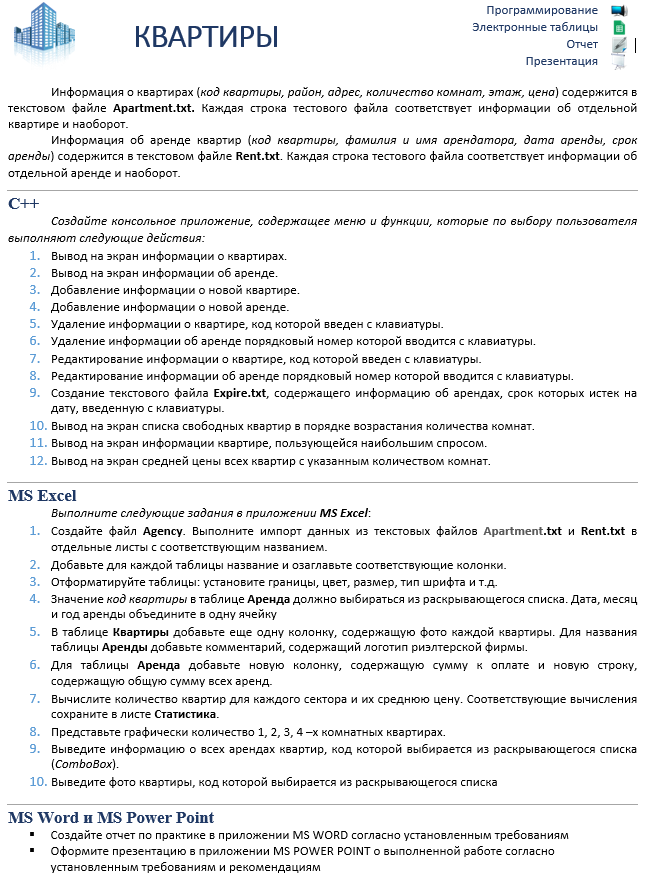 КВАРТИРЫ
Программирование
Электронные таблицы
Отчет
Презентация
Информация о квартирах (код квартиры, район, адрес, количество комнат, этаж, цена) содержится в
текстовом файле Apartment.txt. Каждая строка тестового файла соответствует информации об отдельной
квартире и наоборот.
Информация об аренде квартир (код квартиры, фамилия и имя арендатора, дата аренды, срок
аренды) содержится в текстовом файле Rent.txt. Каждая строка тестового файла соответствует информации об
отдельной аренде и наоборот.
C++
Создайте консольное приложение, содержащее меню и функции, которые по выбору пользователя
выполняют следующие действия:
1. Вывод на экран информации о квартирах.
2. Вывод на экран информации об аренде.
3. Добавление информации о новой квартире.
4. Добавление информации о новой аренде.
5. Удаление информации о квартире, код которой введен с клавиатуры.
6. Удаление информации об аренде порядковый номер которой вводится с клавиатуры.
7. Редактирование информации о квартире, код которой введен с клавиатуры.
8. Редактирование информации об аренде порядковый номер которой вводится с клавиатуры.
9. Создание текстового файла Expire.txt, содержащего информацию об арендах, срок которых истек на
дату, введенную с клавиатуры.
10. Вывод на экран списка свободных квартир в порядке возрастания количества комнат.
11. Вывод на экран информации квартире, пользующейся наибольшим спросом.
12. Вывод на экран средней цены всех квартир с указанным количеством комнат.
MS Excel
Выполните следующие задания в приложении MS Excel:
1. Создайте файл Agency. Выполните импорт данных из текстовых файлов Apartment.txt и Rent.txt в
отдельные листы с соответствующим названием.
2. Добавьте для каждой таблицы название и озаглавьте соответствующие колонки.
3. Отформатируйте таблицы: установите границы, цвет, размер, тип шрифта и т.д.
4. Значение код квартиры в таблице Аренда должно выбираться из раскрывающегося списка. Дата, месяц
и год аренды объедините в одну ячейку
5. В таблице Квартиры добавьте еще одну колонку, содержащую фото каждой квартиры. Для названия
таблицы Аренды добавьте комментарий, содержащий логотип риэлтерской фирмы.
6. Для таблицы Аренда добавьте новую колонку, содержащую сумму к оплате и новую строку,
содержащую общую сумму всех аренд.
7. Вычислите количество квартир для каждого сектора и их среднюю цену. Соответствующие вычисления
сохраните в листе Статистика.
8. Представьте графически количество 1, 2, 3, 4 –х комнатных квартирах.
9. Выведите информацию о всех арендах квартир, код которой выбирается из раскрывающегося списка
(ComboBox).
10. Выведите фото квартиры, код которой выбирается из раскрывающегося списка
MS Word и MS Power Point
▪ Создайте отчет по практике в приложении MS WORD согласно установленным требованиям
▪ Оформите презентацию в приложении MS POWER POINT о выполненной работе согласно
установленным требованиям и рекомендациям